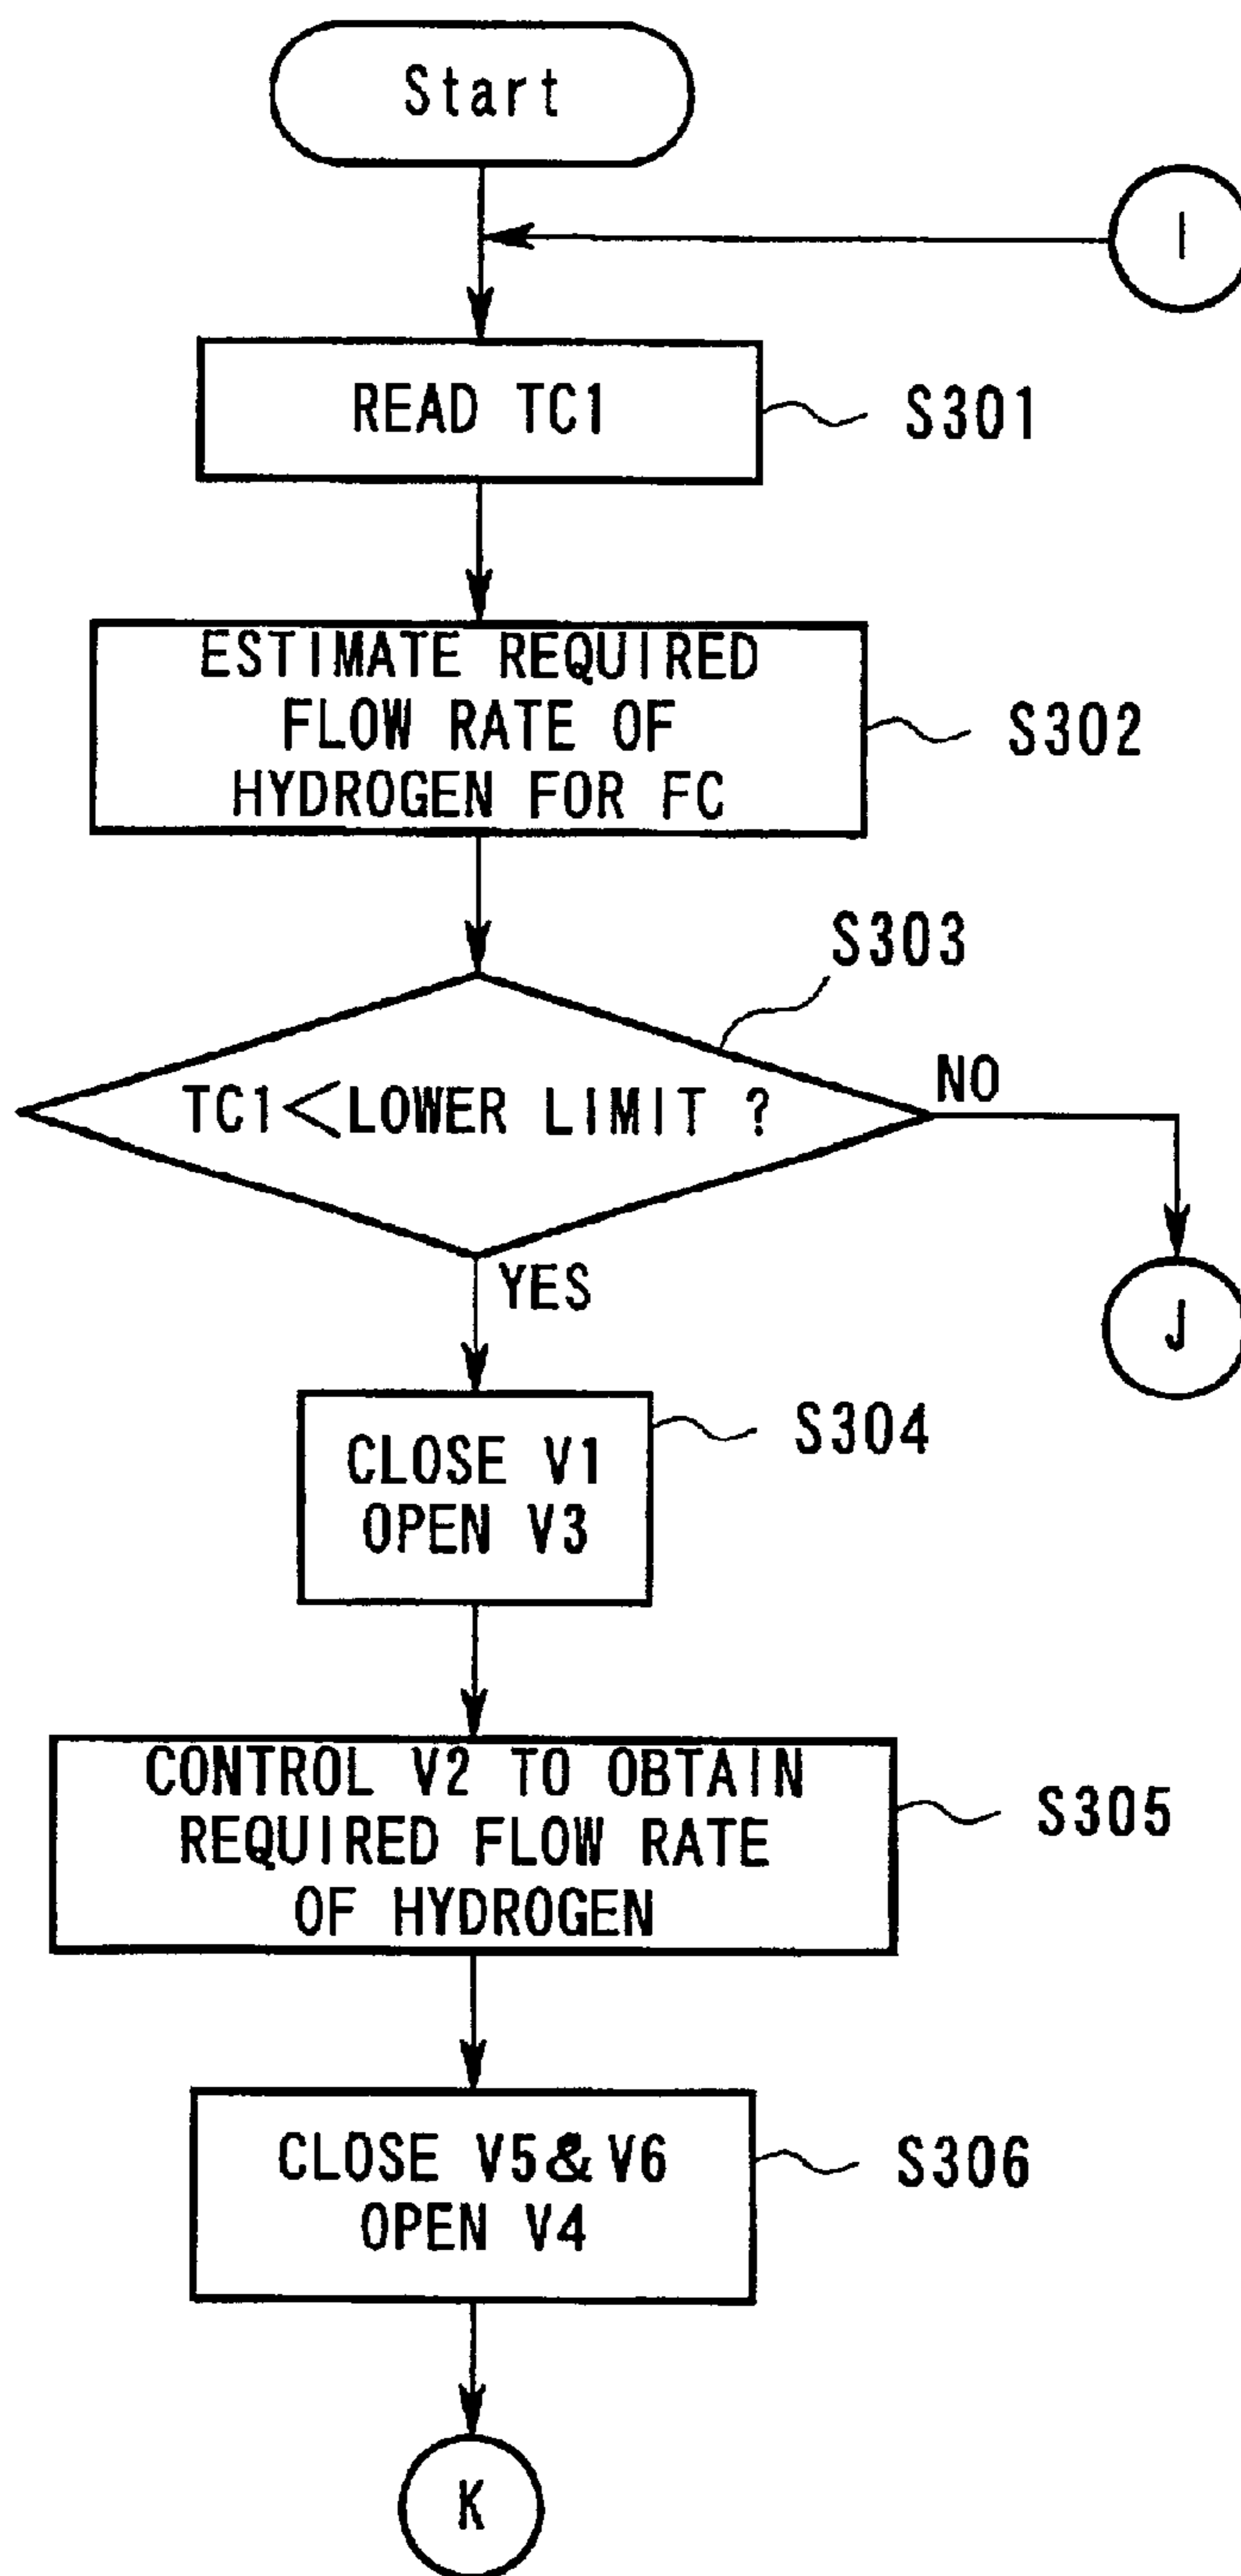 Start
I
READ TC1
S301
ESTIMATE REQUIRED
FLOW RATE OF
HYDROGEN FOR FC
S302
S303
TC1<LOWER LIMIT ?
NO
YES
J
CLOSE V1
OPEN V3
S304
CONTROL V2 TO OBTAIN
REQUIRED FLOW RATE
OF HYDROGEN
S305
CLOSE V5&V6
OPEN V4
S306
K